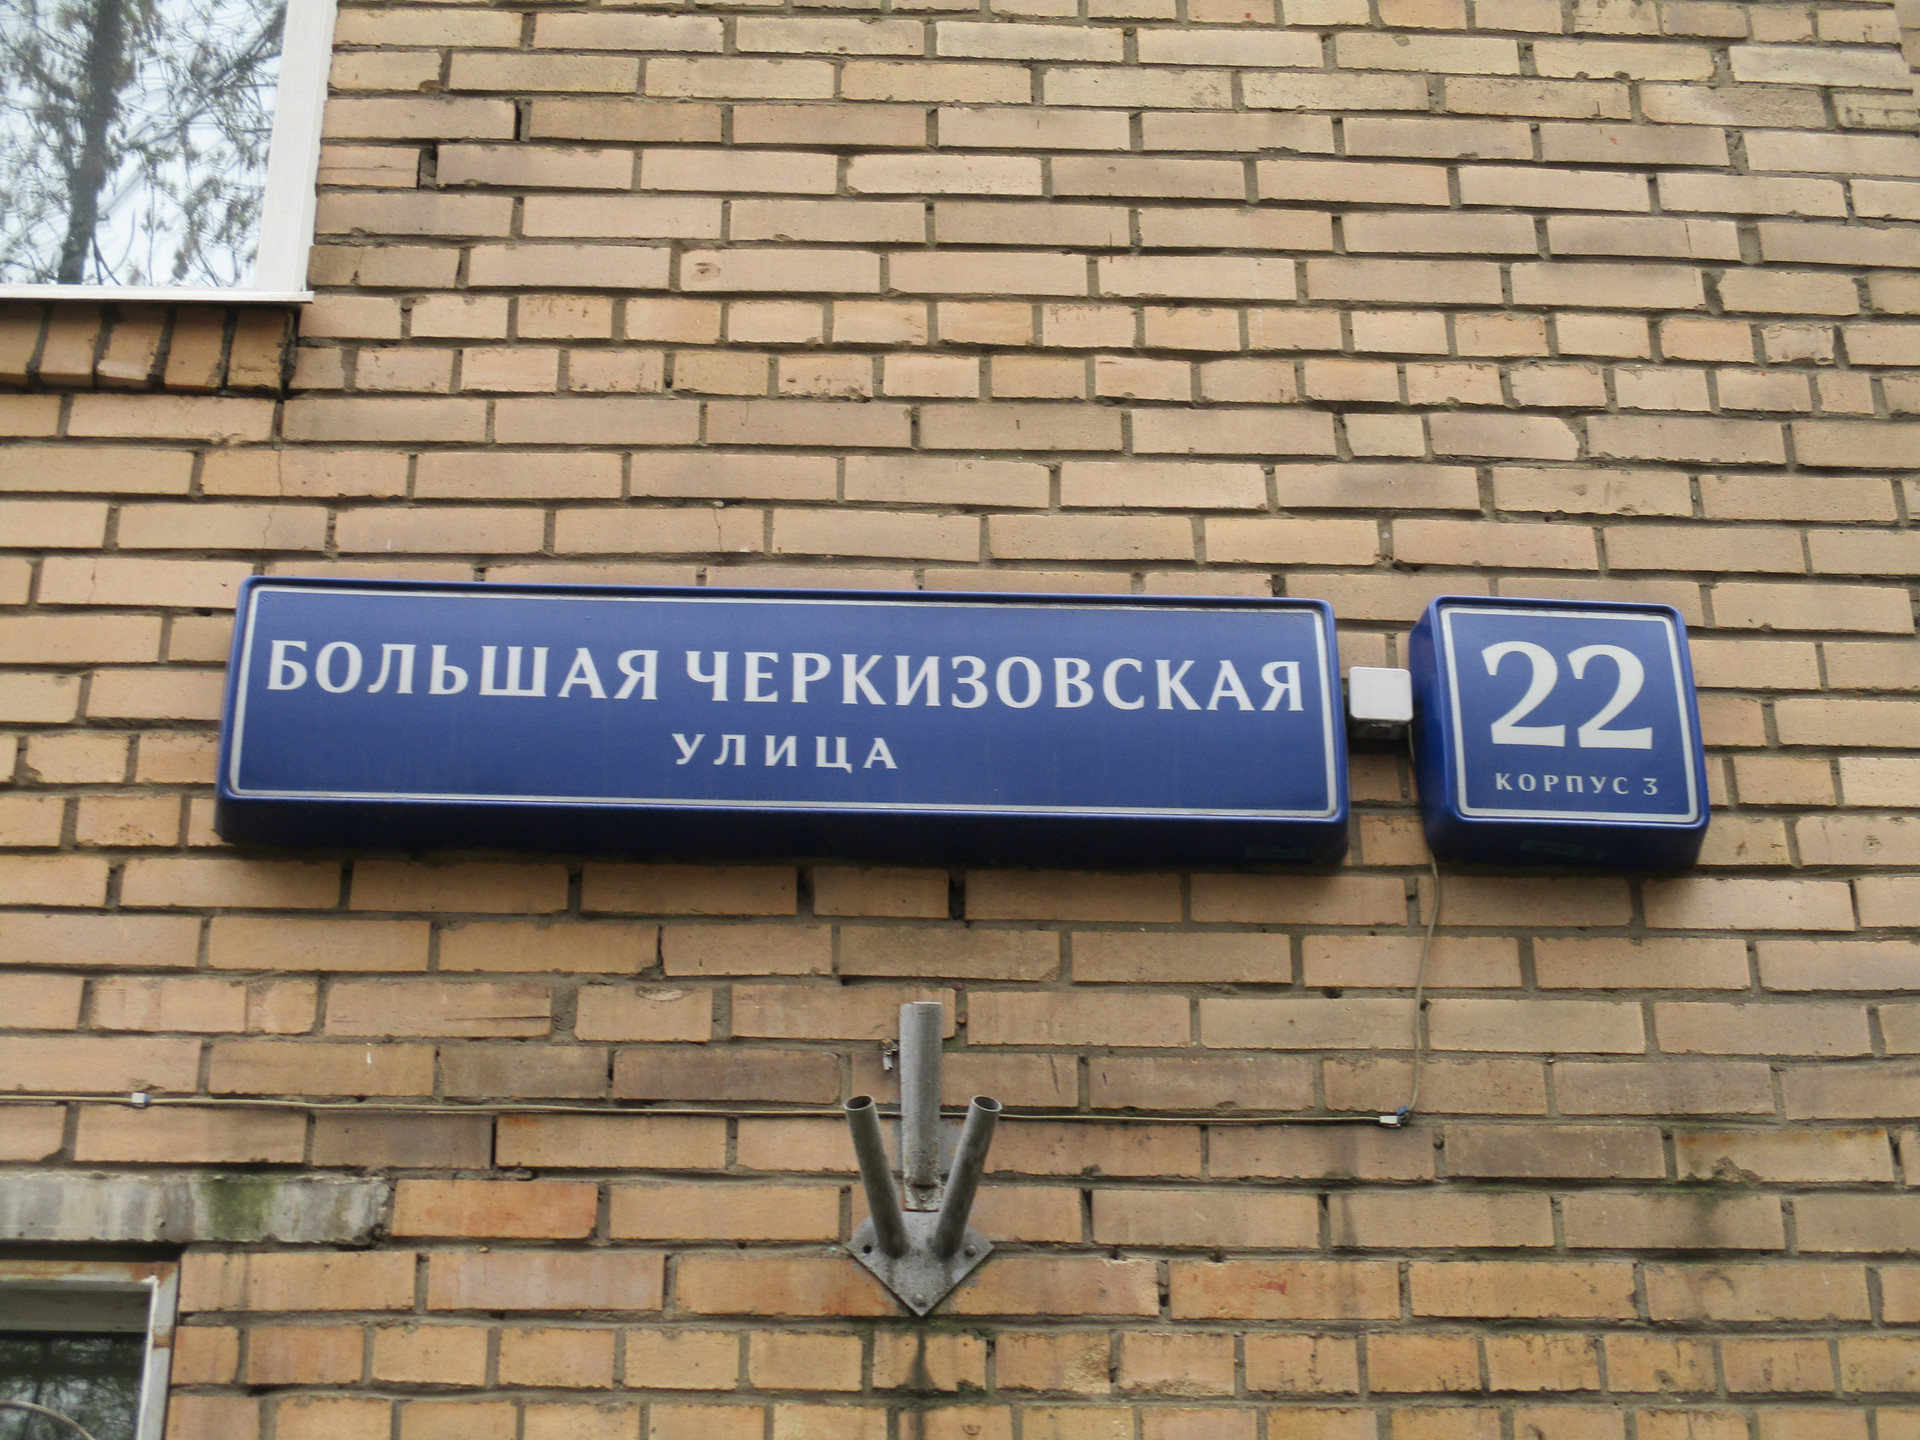 БОЛЬШАЯ ЧЕРКИЗОВСКАЯ
УЛИЦА
22
КОРПУС 3